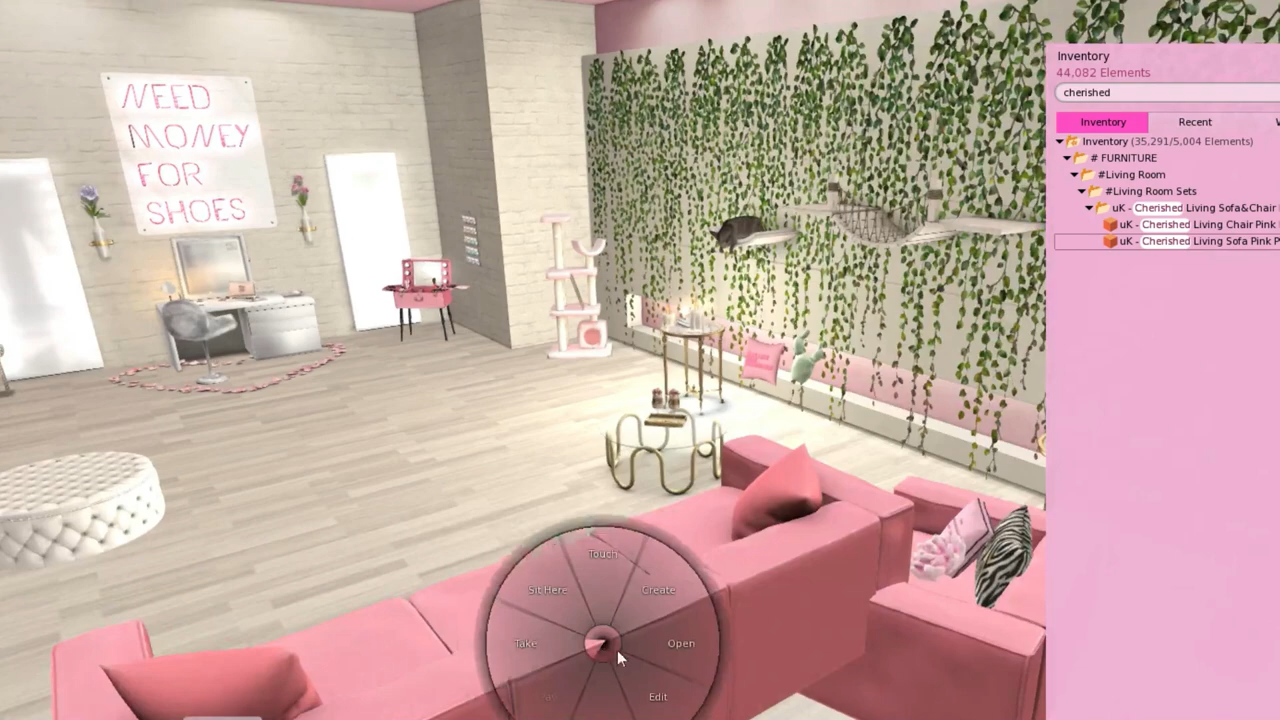 NEED
MONEY
FOR
SHOES
Inventory
44,082 Elements
cherished
Inventory Recent
Inventory (35,291/5,004 Elements)
# FURNITURE
#Living Room
#Living Room Sets
uK - Cherished Living Sofa&Chair
uK - Cherished Living Chair Pink
uK - Cherished Living Sofa Pink P
Touch
Sit Here Create
Take Open
Edit